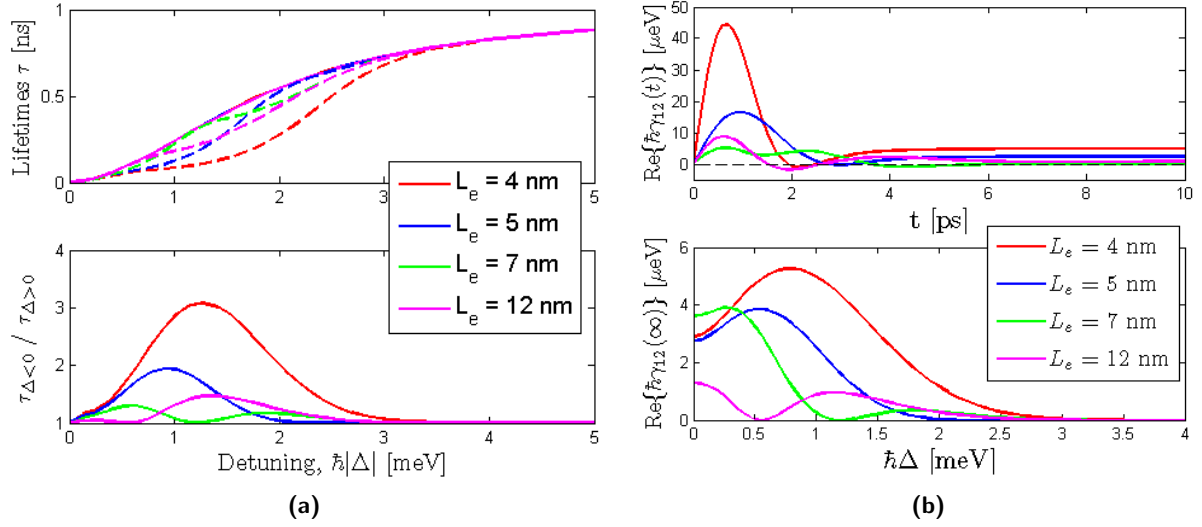 Lifetimes τ [ns]
1
0.5
0
0 1 2 3 4 5
L_e = 4 nm
L_e = 5 nm
L_e = 7 nm
L_e = 12 nm
τ_{Δ<0} / τ_{Δ>0}
4
3
2
1
0 1 2 3 4 5
Detuning, ħ|Δ| [meV]
(a)
Re{ħγ_{12}(t)} [μeV]
50
40
30
20
10
0
0 2 4 6 8 10
t [ps]
Re{ħγ_{12}(∞)} [μeV]
6
4
2
0
L_e = 4 nm
L_e = 5 nm
L_e = 7 nm
L_e = 12 nm
0 0.5 1 1.5 2 2.5 3 3.5 4
ħΔ [meV]
(b)